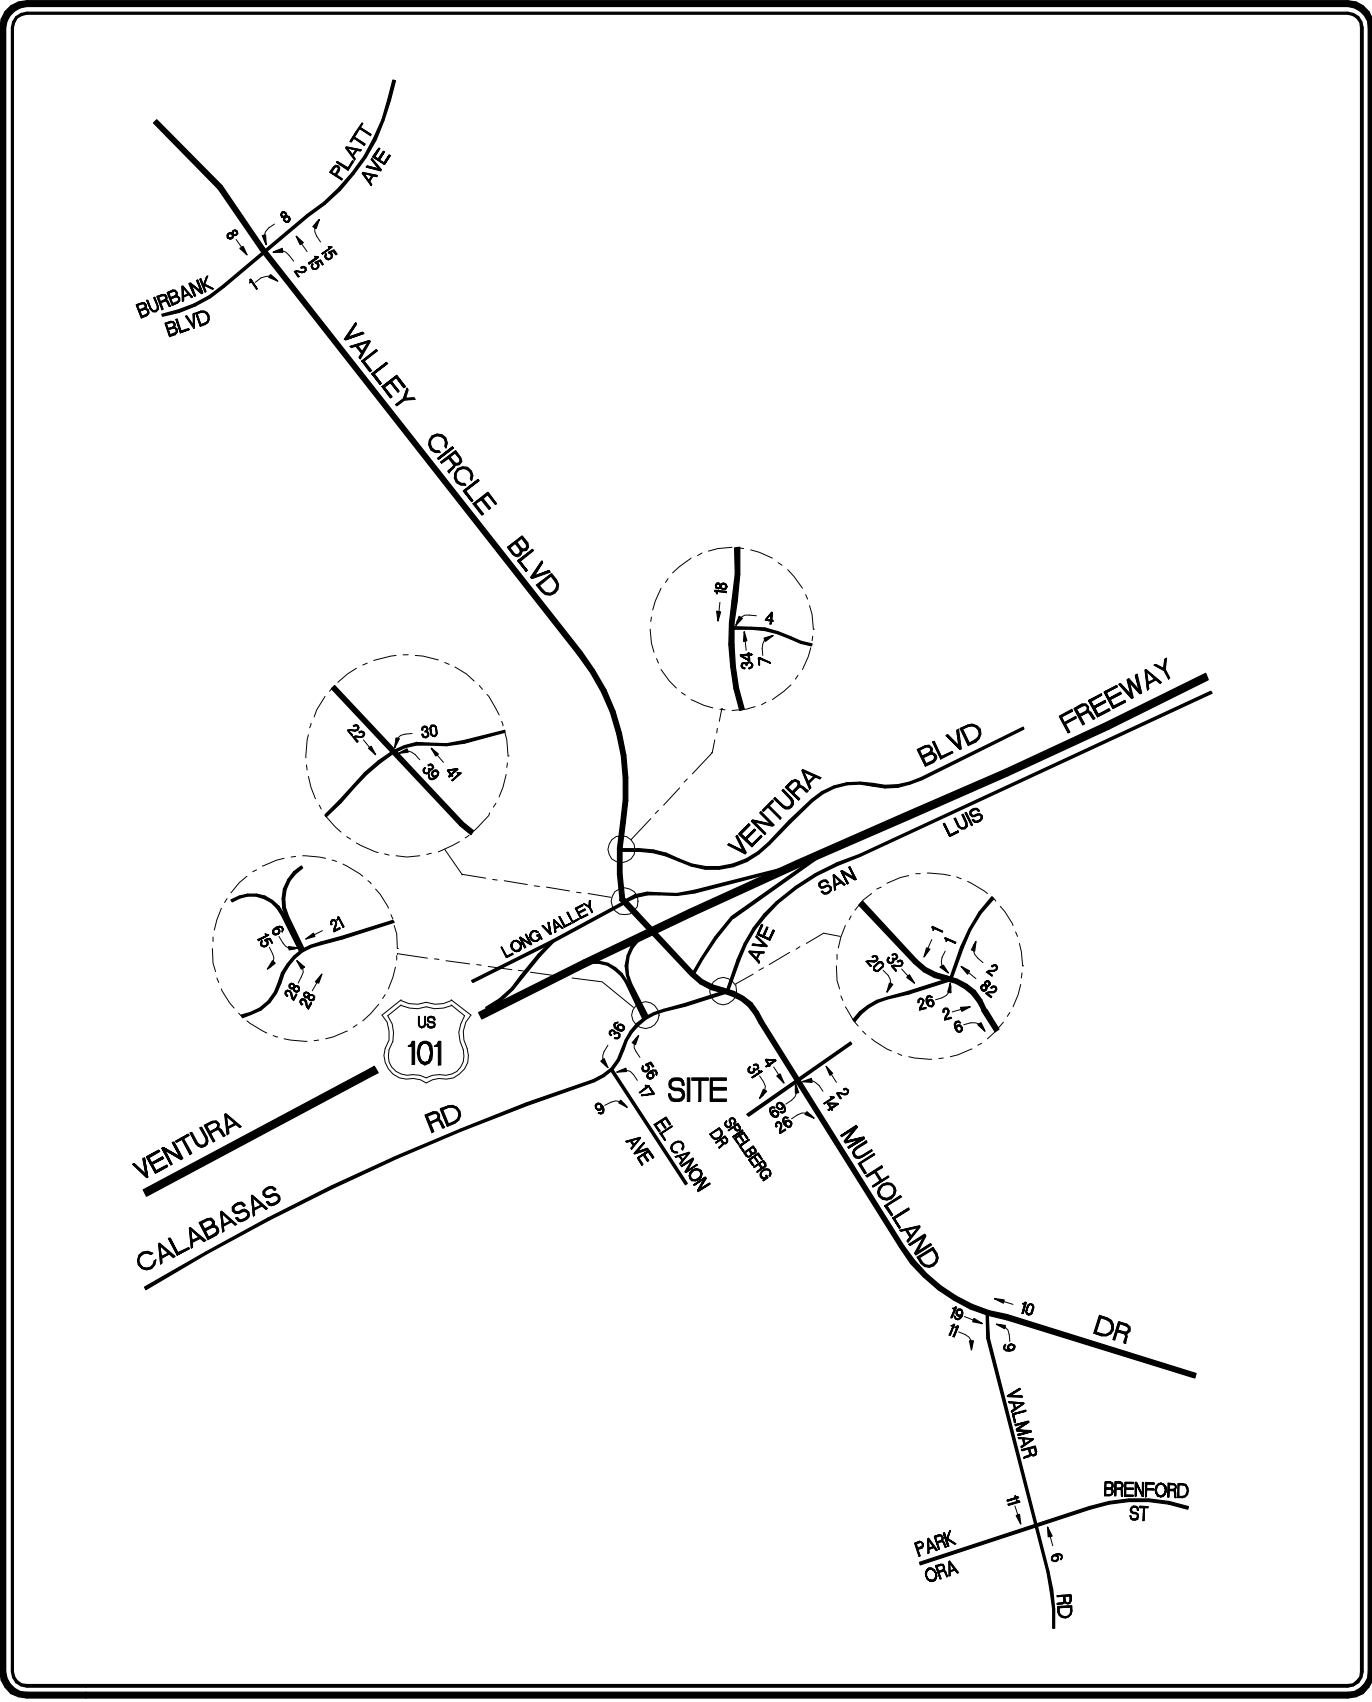 PLATT
AVE
8
8
15
15
2
1
BURBANK
BLVD
VALLEY
CIRCLE
BLVD
18
4
34
7
22
30
39
41
FREEWAY
BLVD
VENTURA
LUIS
SAN
AVE
LONG VALLEY
6
15
21
28
28
1
1
20
32
2
82
26
2
6
US
101
36
56
17
9
SITE
4
31
69
26
14
2
SPIELBERG
DR
EL CANON
AVE
RD
VENTURA
CALABASAS
MULHOLLAND
DR
10
19
11
9
VALMAR
RD
11
6
BRENFORD
ST
PARK
ORA